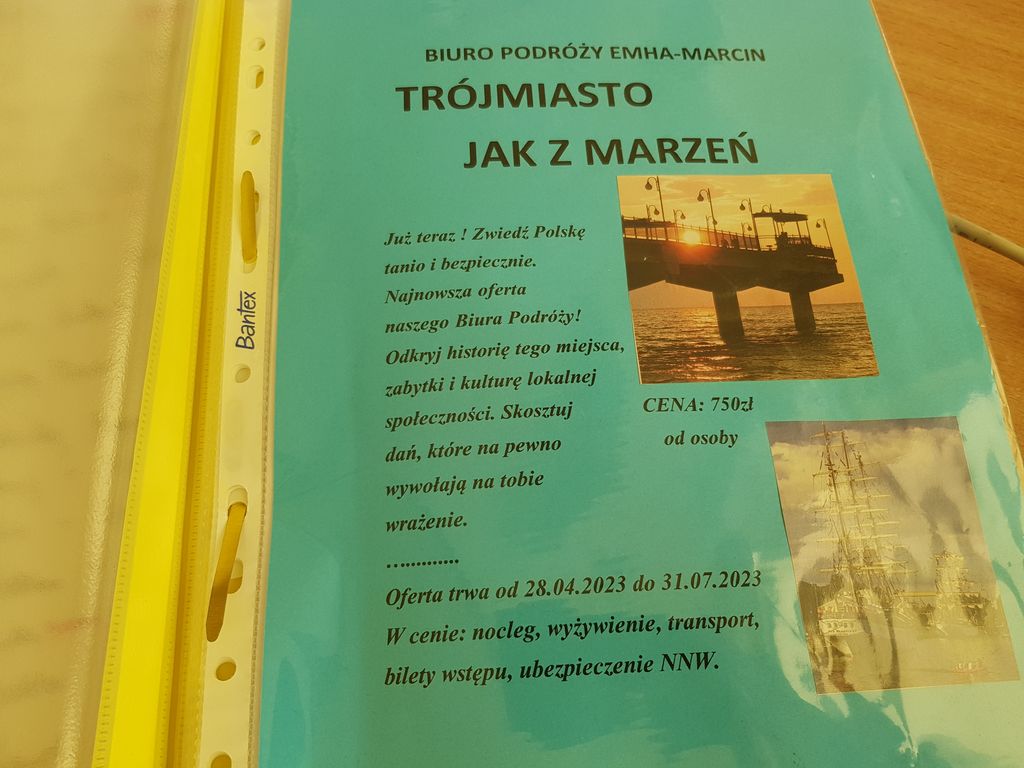 BIURO PODRÓŻY EMHA-MARCIN
TRÓJMIASTO
JAK Z MARZEŃ
Już teraz ! Zwiedź Polskę
tanio i bezpiecznie.
Najnowsza oferta
naszego Biura Podróży!
Odkryj historię tego miejsca,
zabytki i kulturę lokalnej
społeczności. Skosztuj
dań, które na pewno
wywołają na tobie
wrażenie.
…...........
CENA: 750zł
od osoby
Oferta trwa od 28.04.2023 do 31.07.2023
W cenie: nocleg, wyżywienie, transport,
bilety wstępu, ubezpieczenie NNW.
Bantex